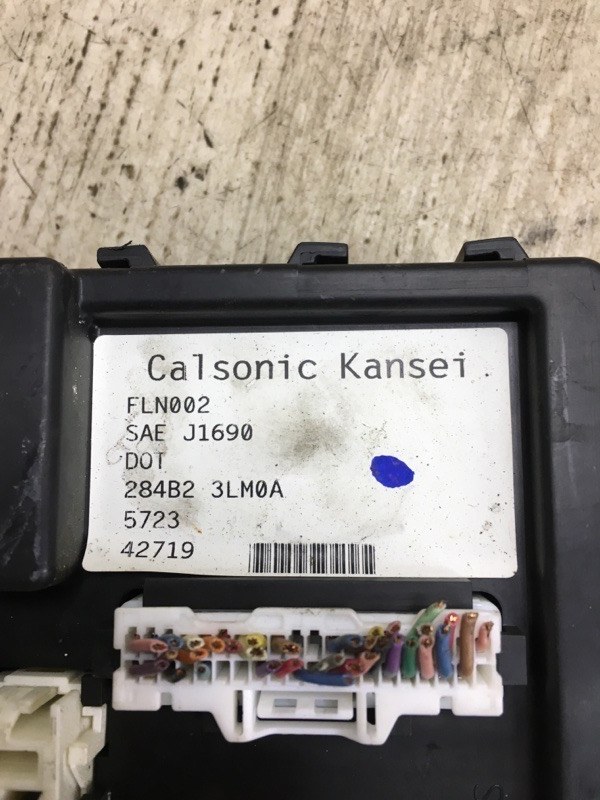 Calsonic Kansei
FLN002
SAE J1690
DOT
284B2 3LM0A
5723
42719